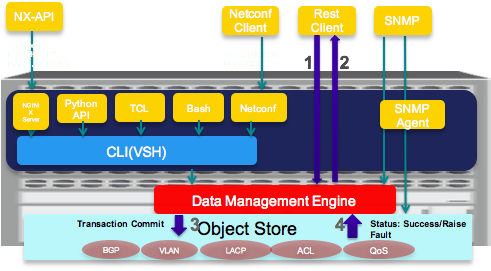 NX-API
Netconf
Client
Rest
Client
SNMP
1
2
NGIN
X
Server
Python
API
TCL
Bash
Netconf
SNMP
Agent
CLI(VSH)
Data Management Engine
Transaction Commit
3
Object Store
4
Status: Success/Raise
Fault
BGP
VLAN
LACP
ACL
QoS